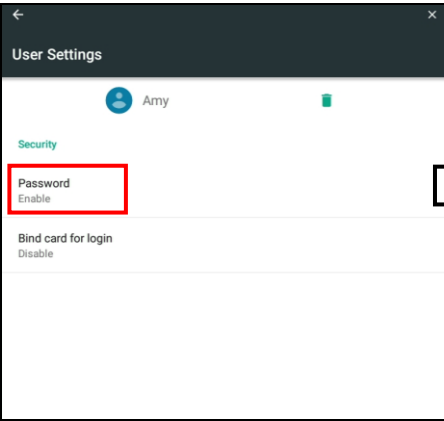 User Settings
Amy
Security
Password
Enable
Bind card for login
Disable